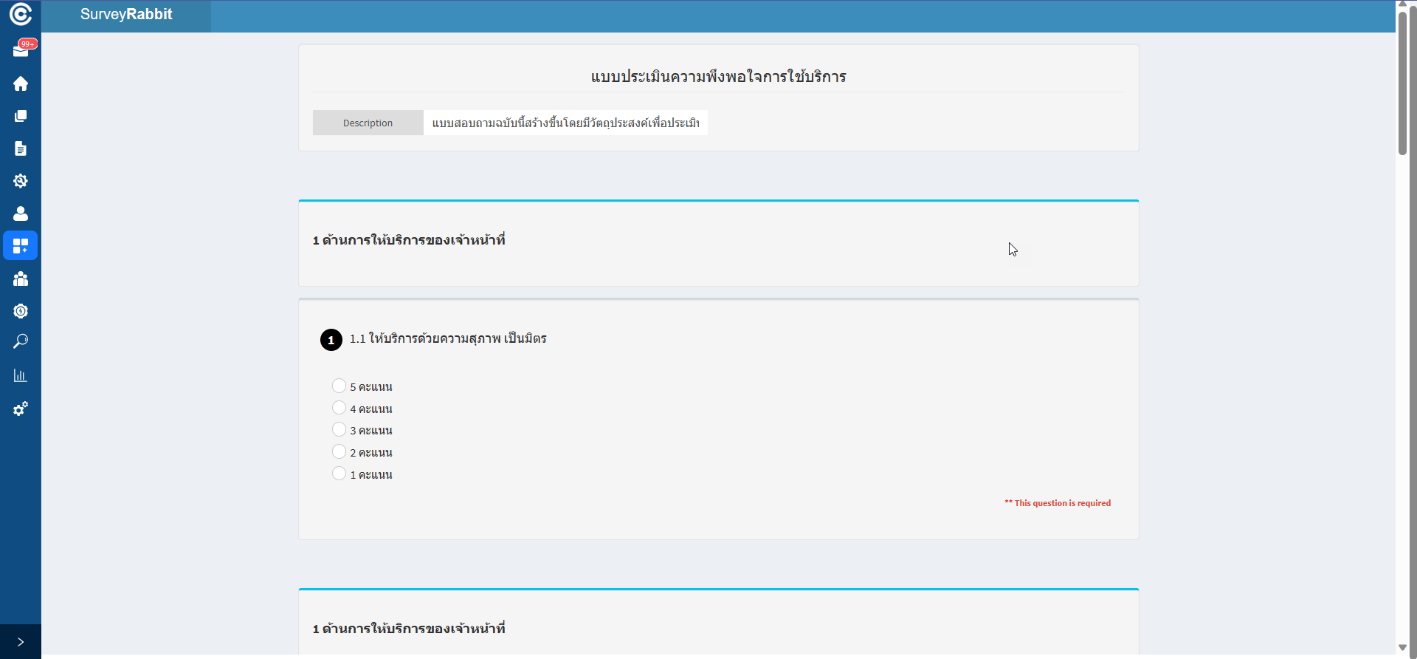 SurveyRabbit
99+
แบบประเมินความพึงพอใจการใช้บริการ
Description แบบสอบถามฉบับนี้สร้างขึ้นโดยมีวัตถุประสงค์เพื่อประเมิน
1 ด้านการให้บริการของเจ้าหน้าที่
1 1.1 ให้บริการด้วยความสุภาพ เป็นมิตร
5 คะแนน
4 คะแนน
3 คะแนน
2 คะแนน
1 คะแนน
** This question is required
1 ด้านการให้บริการของเจ้าหน้าที่